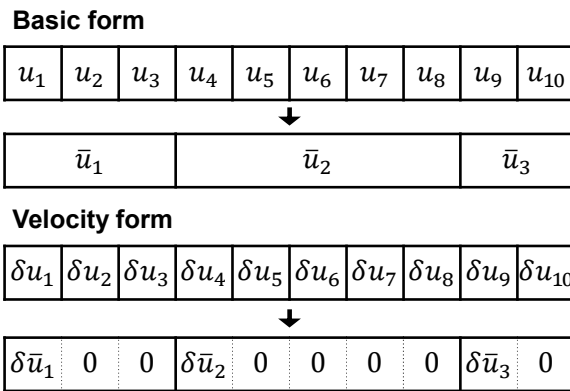 Basic form
u₁ u₂ u₃ u₄ u₅ u₆ u₇ u₈ u₉ u₁₀
ū₁ ū₂ ū₃
Velocity form
δu₁ δu₂ δu₃ δu₄ δu₅ δu₆ δu₇ δu₈ δu₉ δu₁₀
δū₁ 0 0 δū₂ 0 0 0 0 δū₃ 0